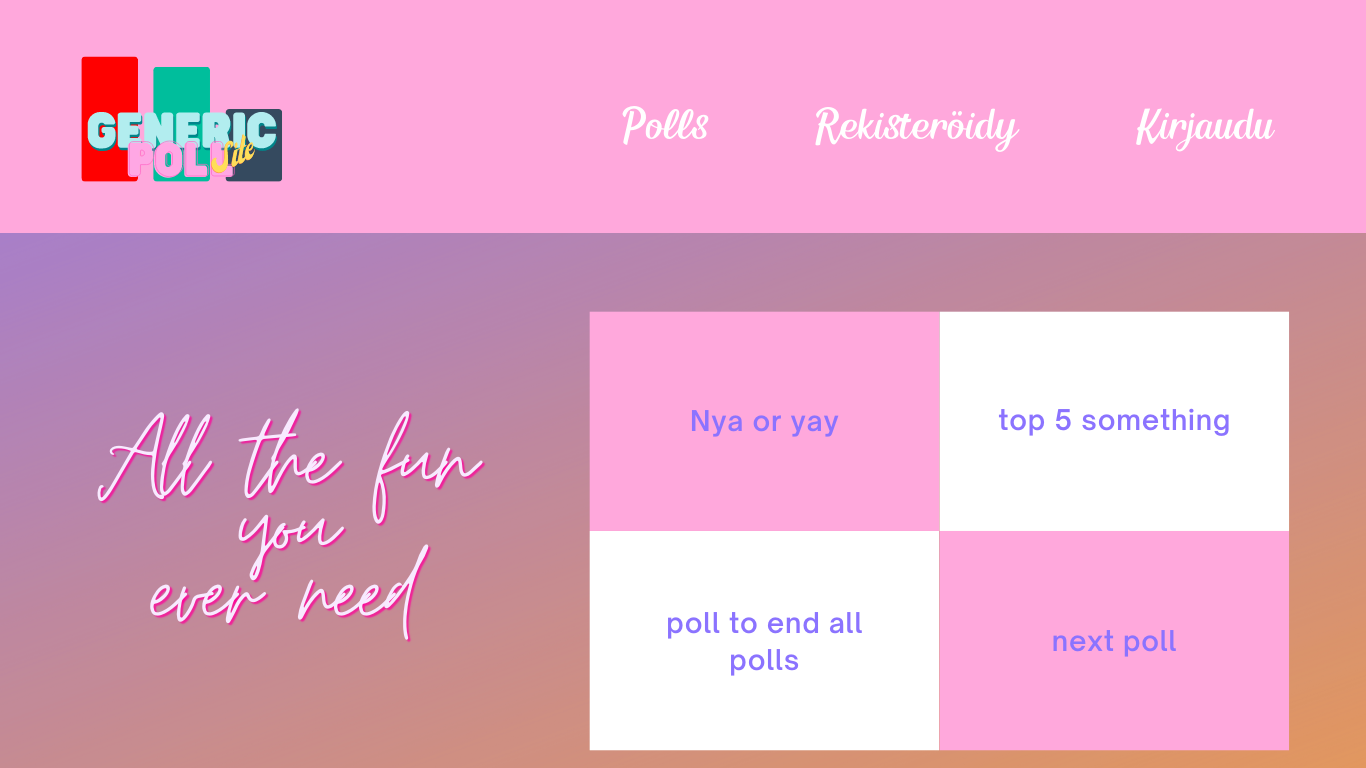 GENERIC
POLL Site
Polls
Rekisteröidy
Kirjaudu
All the fun
you
ever need
Nya or yay
top 5 something
poll to end all
polls
next poll